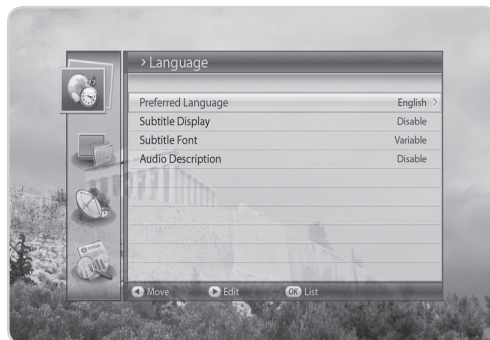 > Language
Preferred Language English >
Subtitle Display Disable
Subtitle Font Variable
Audio Description Disable
Move Edit OK List